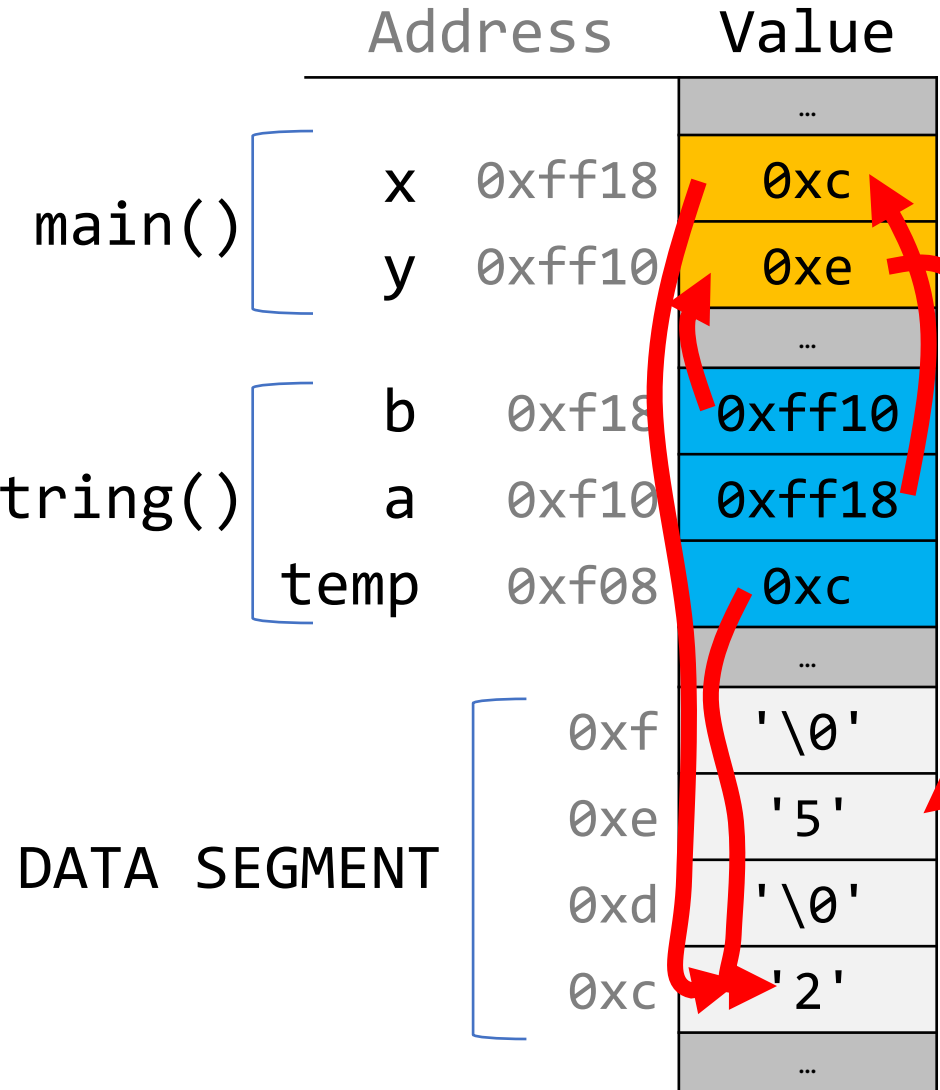 Address Value
…
x 0xff18 0xc
main()
y 0xff10 0xe
…
b 0xf18 0xff10
tring() a 0xf10 0xff18
temp 0xf08 0xc
…
0xf '\0'
0xe '5'
DATA SEGMENT
0xd '\0'
0xc '2'
…